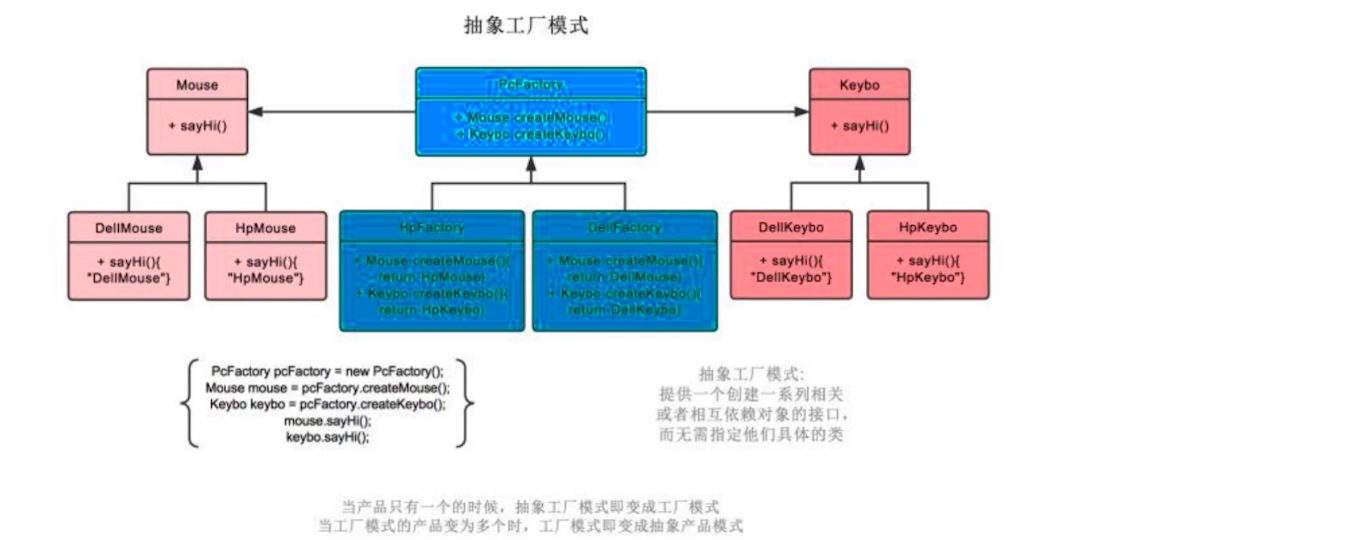 抽象工厂模式
Mouse
+ sayHi()
PcFactory
+ Mouse createMouse()
+ Keybo createKeybo()
Keybo
+ sayHi()
DellMouse
+ sayHi(){
"DellMouse"}
HpMouse
+ sayHi(){
"HpMouse"}
HpFactory
+ Mouse createMouse(){
return HpMouse}
+ Keybo createKeybo(){
return HpKeybo}
DellFactory
+ Mouse createMouse(){
return DellMouse}
+ Keybo createKeybo(){
return DellKeybo}
DellKeybo
+ sayHi(){
"DellKeybo"}
HpKeybo
+ sayHi(){
"HpKeybo"}
PcFactory pcFactory = new PcFactory();
Mouse mouse = pcFactory.createMouse();
Keybo keybo = pcFactory.createKeybo();
mouse.sayHi();
keybo.sayHi();
抽象工厂模式:
提供一个创建一系列相关
或者相互依赖对象的接口，
而无需指定他们具体的类
当产品只有一个的时候，抽象工厂模式即变成工厂模式
当工厂模式的产品变为多个时，工厂模式即变成抽象产品模式